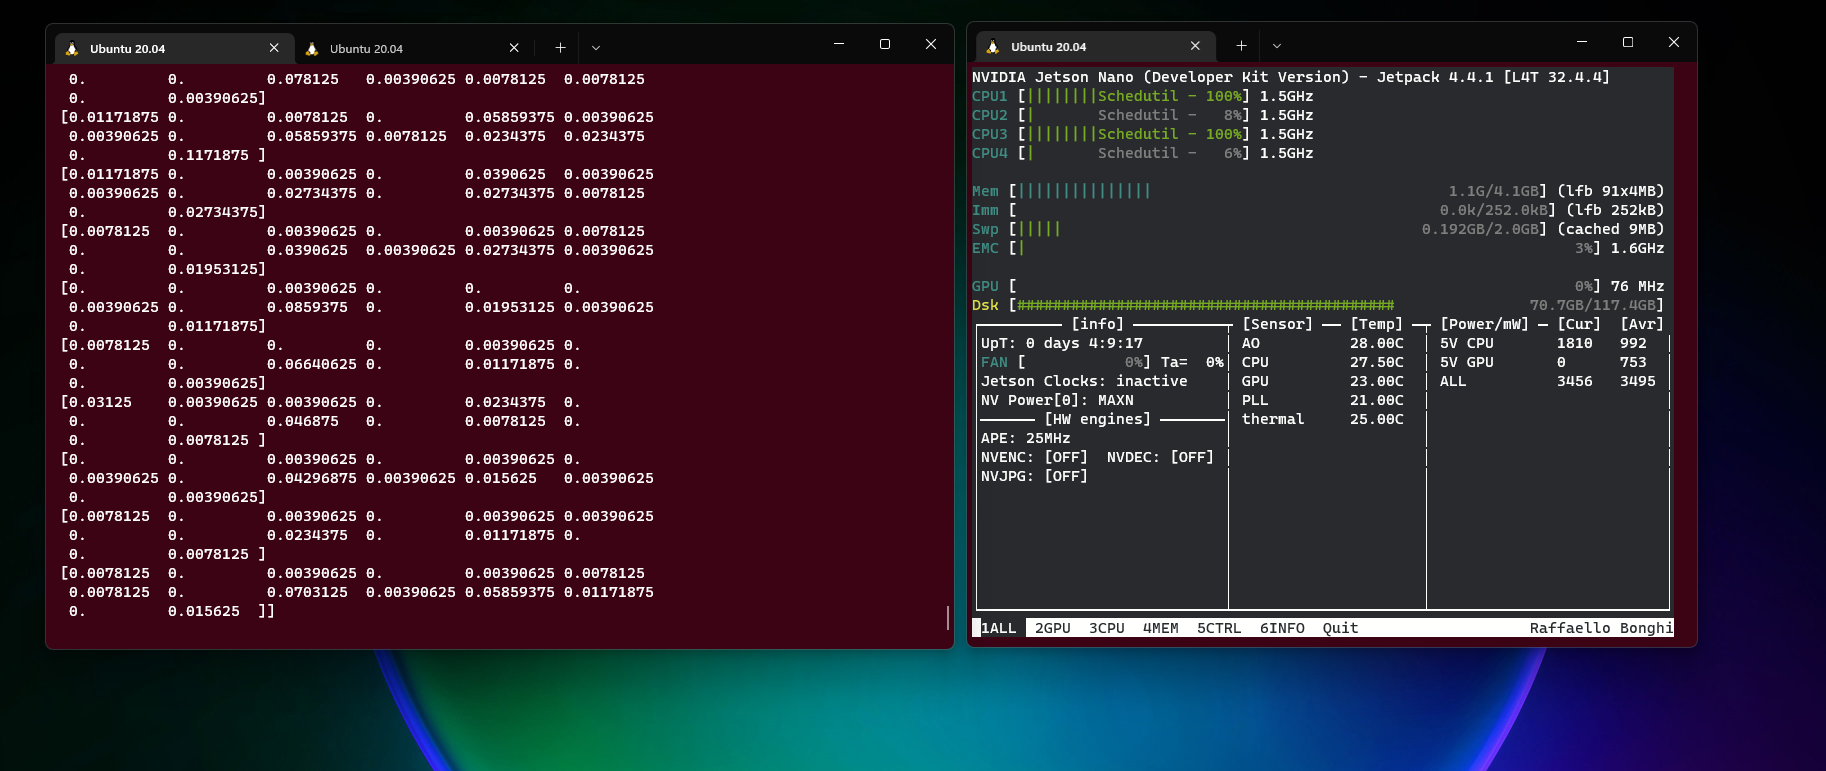 Ubuntu 20.04
Ubuntu 20.04
0. 0. 0.078125 0.00390625 0.0078125 0.0078125
0. 0.00390625]
[0.01171875 0. 0.0078125 0. 0.05859375 0.00390625
0.00390625 0. 0.05859375 0.0078125 0.0234375 0.0234375
0. 0.1171875 ]
[0.01171875 0. 0.00390625 0. 0.0390625 0.00390625
0.00390625 0. 0.02734375 0. 0.02734375 0.0078125
0. 0.02734375]
[0.0078125 0. 0.00390625 0. 0.00390625 0.0078125
0. 0. 0.0390625 0.00390625 0.02734375 0.00390625
0. 0.01953125]
[0. 0. 0.00390625 0. 0. 0.
0.00390625 0. 0.0859375 0. 0.01953125 0.00390625
0. 0.01171875]
[0.0078125 0. 0. 0. 0.00390625 0.
0. 0. 0.06640625 0. 0.01171875 0.
0. 0.00390625]
[0.03125 0.00390625 0.00390625 0. 0.0234375 0.
0. 0. 0.046875 0. 0.0078125 0.
0. 0.0078125 ]
[0. 0. 0.00390625 0. 0.00390625 0.
0.00390625 0. 0.04296875 0.00390625 0.015625 0.00390625
0. 0.00390625]
[0.0078125 0. 0.00390625 0. 0.00390625 0.00390625
0. 0. 0.0234375 0. 0.01171875 0.
0. 0.0078125 ]
[0.0078125 0. 0.00390625 0. 0.00390625 0.0078125
0.0078125 0. 0.0703125 0.00390625 0.05859375 0.01171875
0. 0.015625 ]]
Ubuntu 20.04
NVIDIA Jetson Nano (Developer Kit Version) - Jetpack 4.4.1 [L4T 32.4.4]
CPU1 [||||||||Schedutil - 100%] 1.5GHz
CPU2 [| Schedutil - 8%] 1.5GHz
CPU3 [||||||||Schedutil - 100%] 1.5GHz
CPU4 [| Schedutil - 6%] 1.5GHz
Mem [||||||||||||||| 1.1G/4.1GB] (lfb 91x4MB)
Imm [ 0.0k/252.0kB] (lfb 252kB)
Swp [||||| 0.192GB/2.0GB] (cached 9MB)
EMC [| 3%] 1.6GHz
GPU [ 0%] 76 MHz
Dsk [########################################## 70.7GB/117.4GB]
[info] [Sensor] [Temp] [Power/mW] [Cur] [Avr]
UpT: 0 days 4:9:17 AO 28.00C 5V CPU 1810 992
FAN [ 0%] Ta= 0% CPU 27.50C 5V GPU 0 753
Jetson Clocks: inactive GPU 23.00C ALL 3456 3495
NV Power[0]: MAXN PLL 21.00C
[HW engines] thermal 25.00C
APE: 25MHz
NVENC: [OFF] NVDEC: [OFF]
NVJPG: [OFF]
1ALL 2GPU 3CPU 4MEM 5CTRL 6INFO Quit Raffaello Bonghi